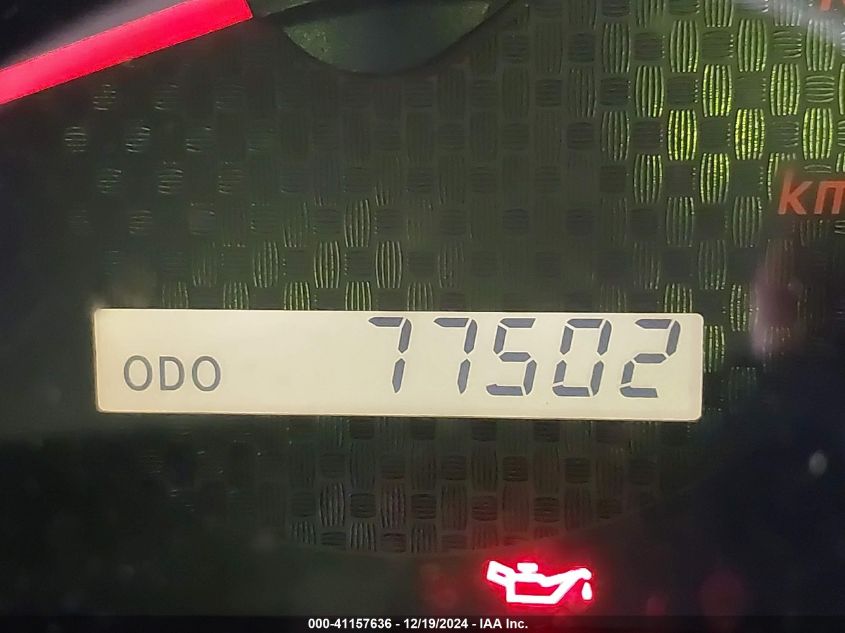 km
ODO 77502
000-41157636 - 12/19/2024 - IAA Inc.